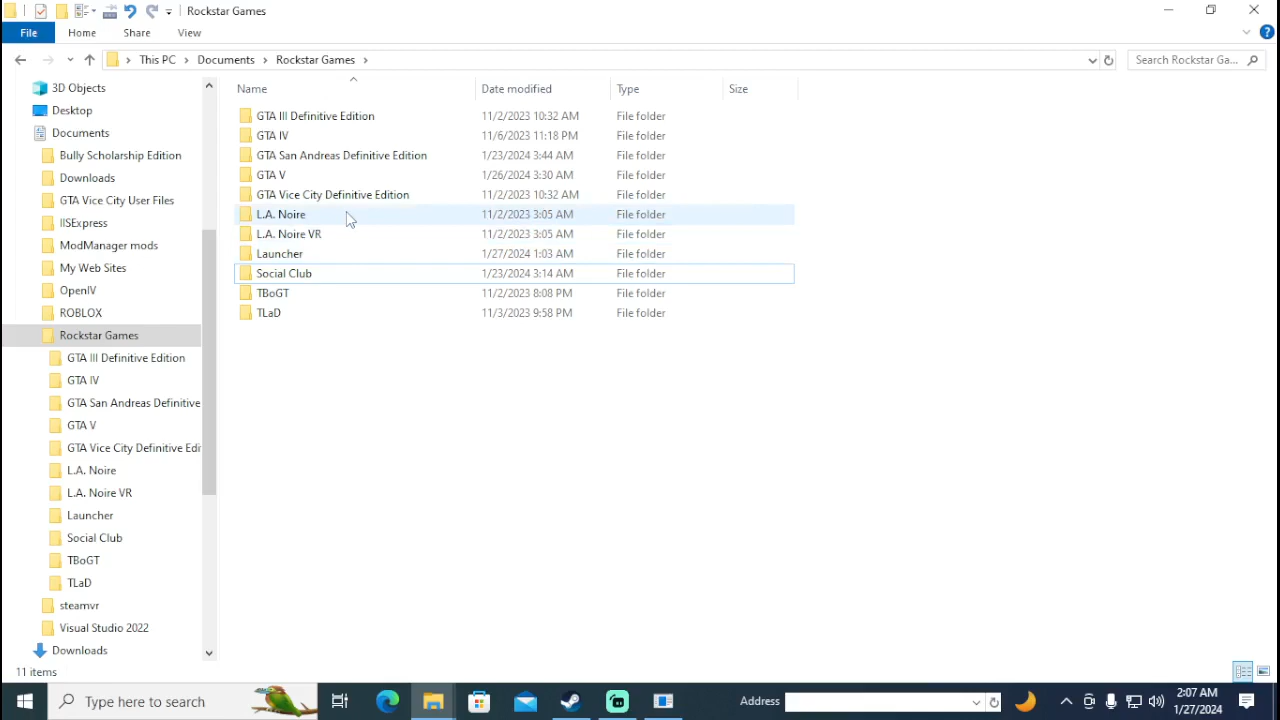 Rockstar Games
File Home Share View
This PC Documents Rockstar Games Search Rockstar Ga...
Name Date modified Type Size
3D Objects
Desktop
Documents
Bully Scholarship Edition
Downloads
GTA Vice City User Files
IISExpress
ModManager mods
My Web Sites
OpenIV
ROBLOX
Rockstar Games
GTA III Definitive Edition
GTA IV
GTA San Andreas Definitive
GTA V
GTA Vice City Definitive Edi
L.A. Noire
L.A. Noire VR
Launcher
Social Club
TBoGT
TLaD
steamvr
Visual Studio 2022
Downloads
GTA III Definitive Edition 11/2/2023 10:32 AM File folder
GTA IV 11/6/2023 11:18 PM File folder
GTA San Andreas Definitive Edition 1/23/2024 3:44 AM File folder
GTA V 1/26/2024 3:30 AM File folder
GTA Vice City Definitive Edition 11/2/2023 10:32 AM File folder
L.A. Noire 11/2/2023 3:05 AM File folder
L.A. Noire VR 11/2/2023 3:05 AM File folder
Launcher 1/27/2024 1:03 AM File folder
Social Club 1/23/2024 3:14 AM File folder
TBoGT 11/2/2023 8:08 PM File folder
TLaD 11/3/2023 9:58 PM File folder
11 items
Type here to search Address 2:07 AM
1/27/2024